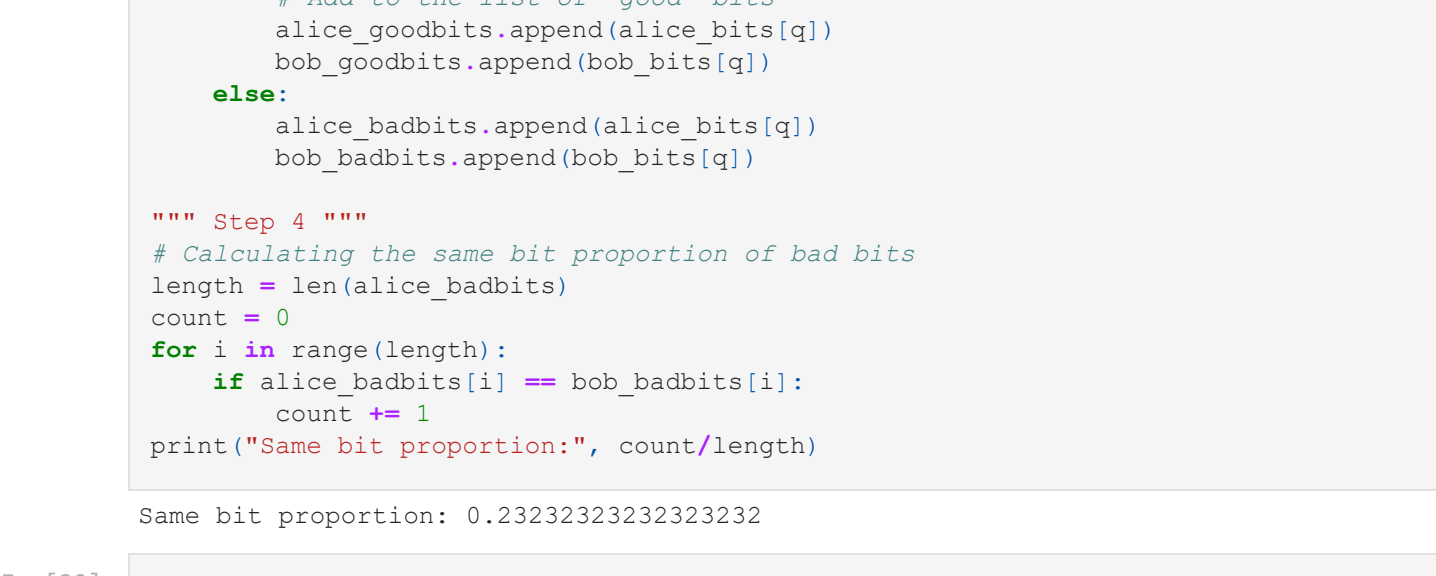 alice_goodbits.append(alice_bits[q])
bob_goodbits.append(bob_bits[q])
else:
alice_badbits.append(alice_bits[q])
bob_badbits.append(bob_bits[q])
""" Step 4 """
# Calculating the same bit proportion of bad bits
length = len(alice_badbits)
count = 0
for i in range(length):
if alice_badbits[i] == bob_badbits[i]:
count += 1
print("Same bit proportion:", count/length)
Same bit proportion: 0.23232323232323232